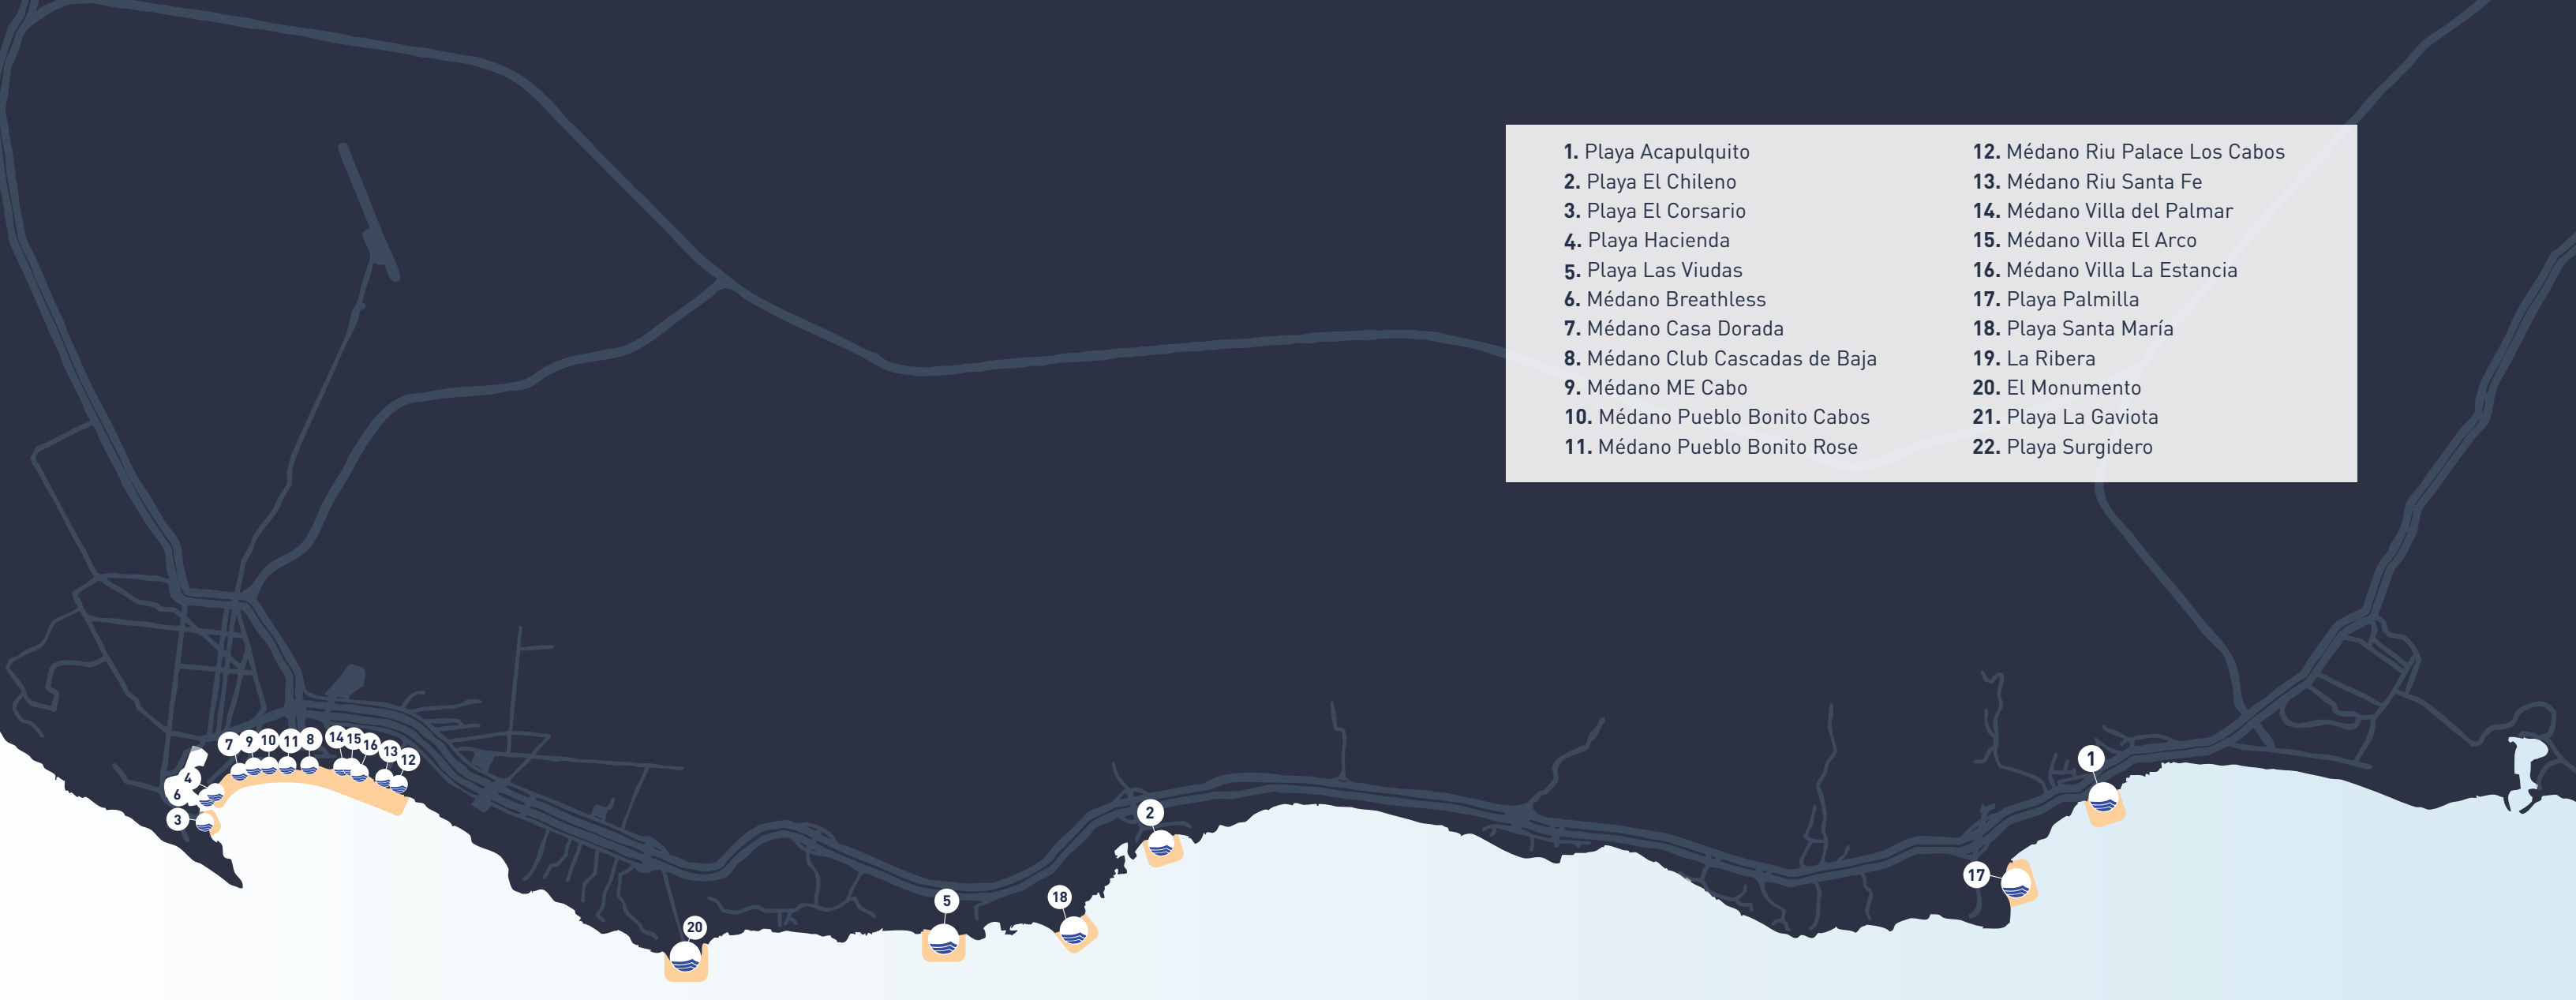 1. Playa Acapulquito
2. Playa El Chileno
3. Playa El Corsario
4. Playa Hacienda
5. Playa Las Viudas
6. Médano Breathless
7. Médano Casa Dorada
8. Médano Club Cascadas de Baja
9. Médano ME Cabo
10. Médano Pueblo Bonito Cabos
11. Médano Pueblo Bonito Rose
12. Médano Riu Palace Los Cabos
13. Médano Riu Santa Fe
14. Médano Villa del Palmar
15. Médano Villa El Arco
16. Médano Villa La Estancia
17. Playa Palmilla
18. Playa Santa María
19. La Ribera
20. El Monumento
21. Playa La Gaviota
22. Playa Surgidero
7 9 10 11 8 14 15 16 13 12
4
6
3
20
5
18
2
17
1